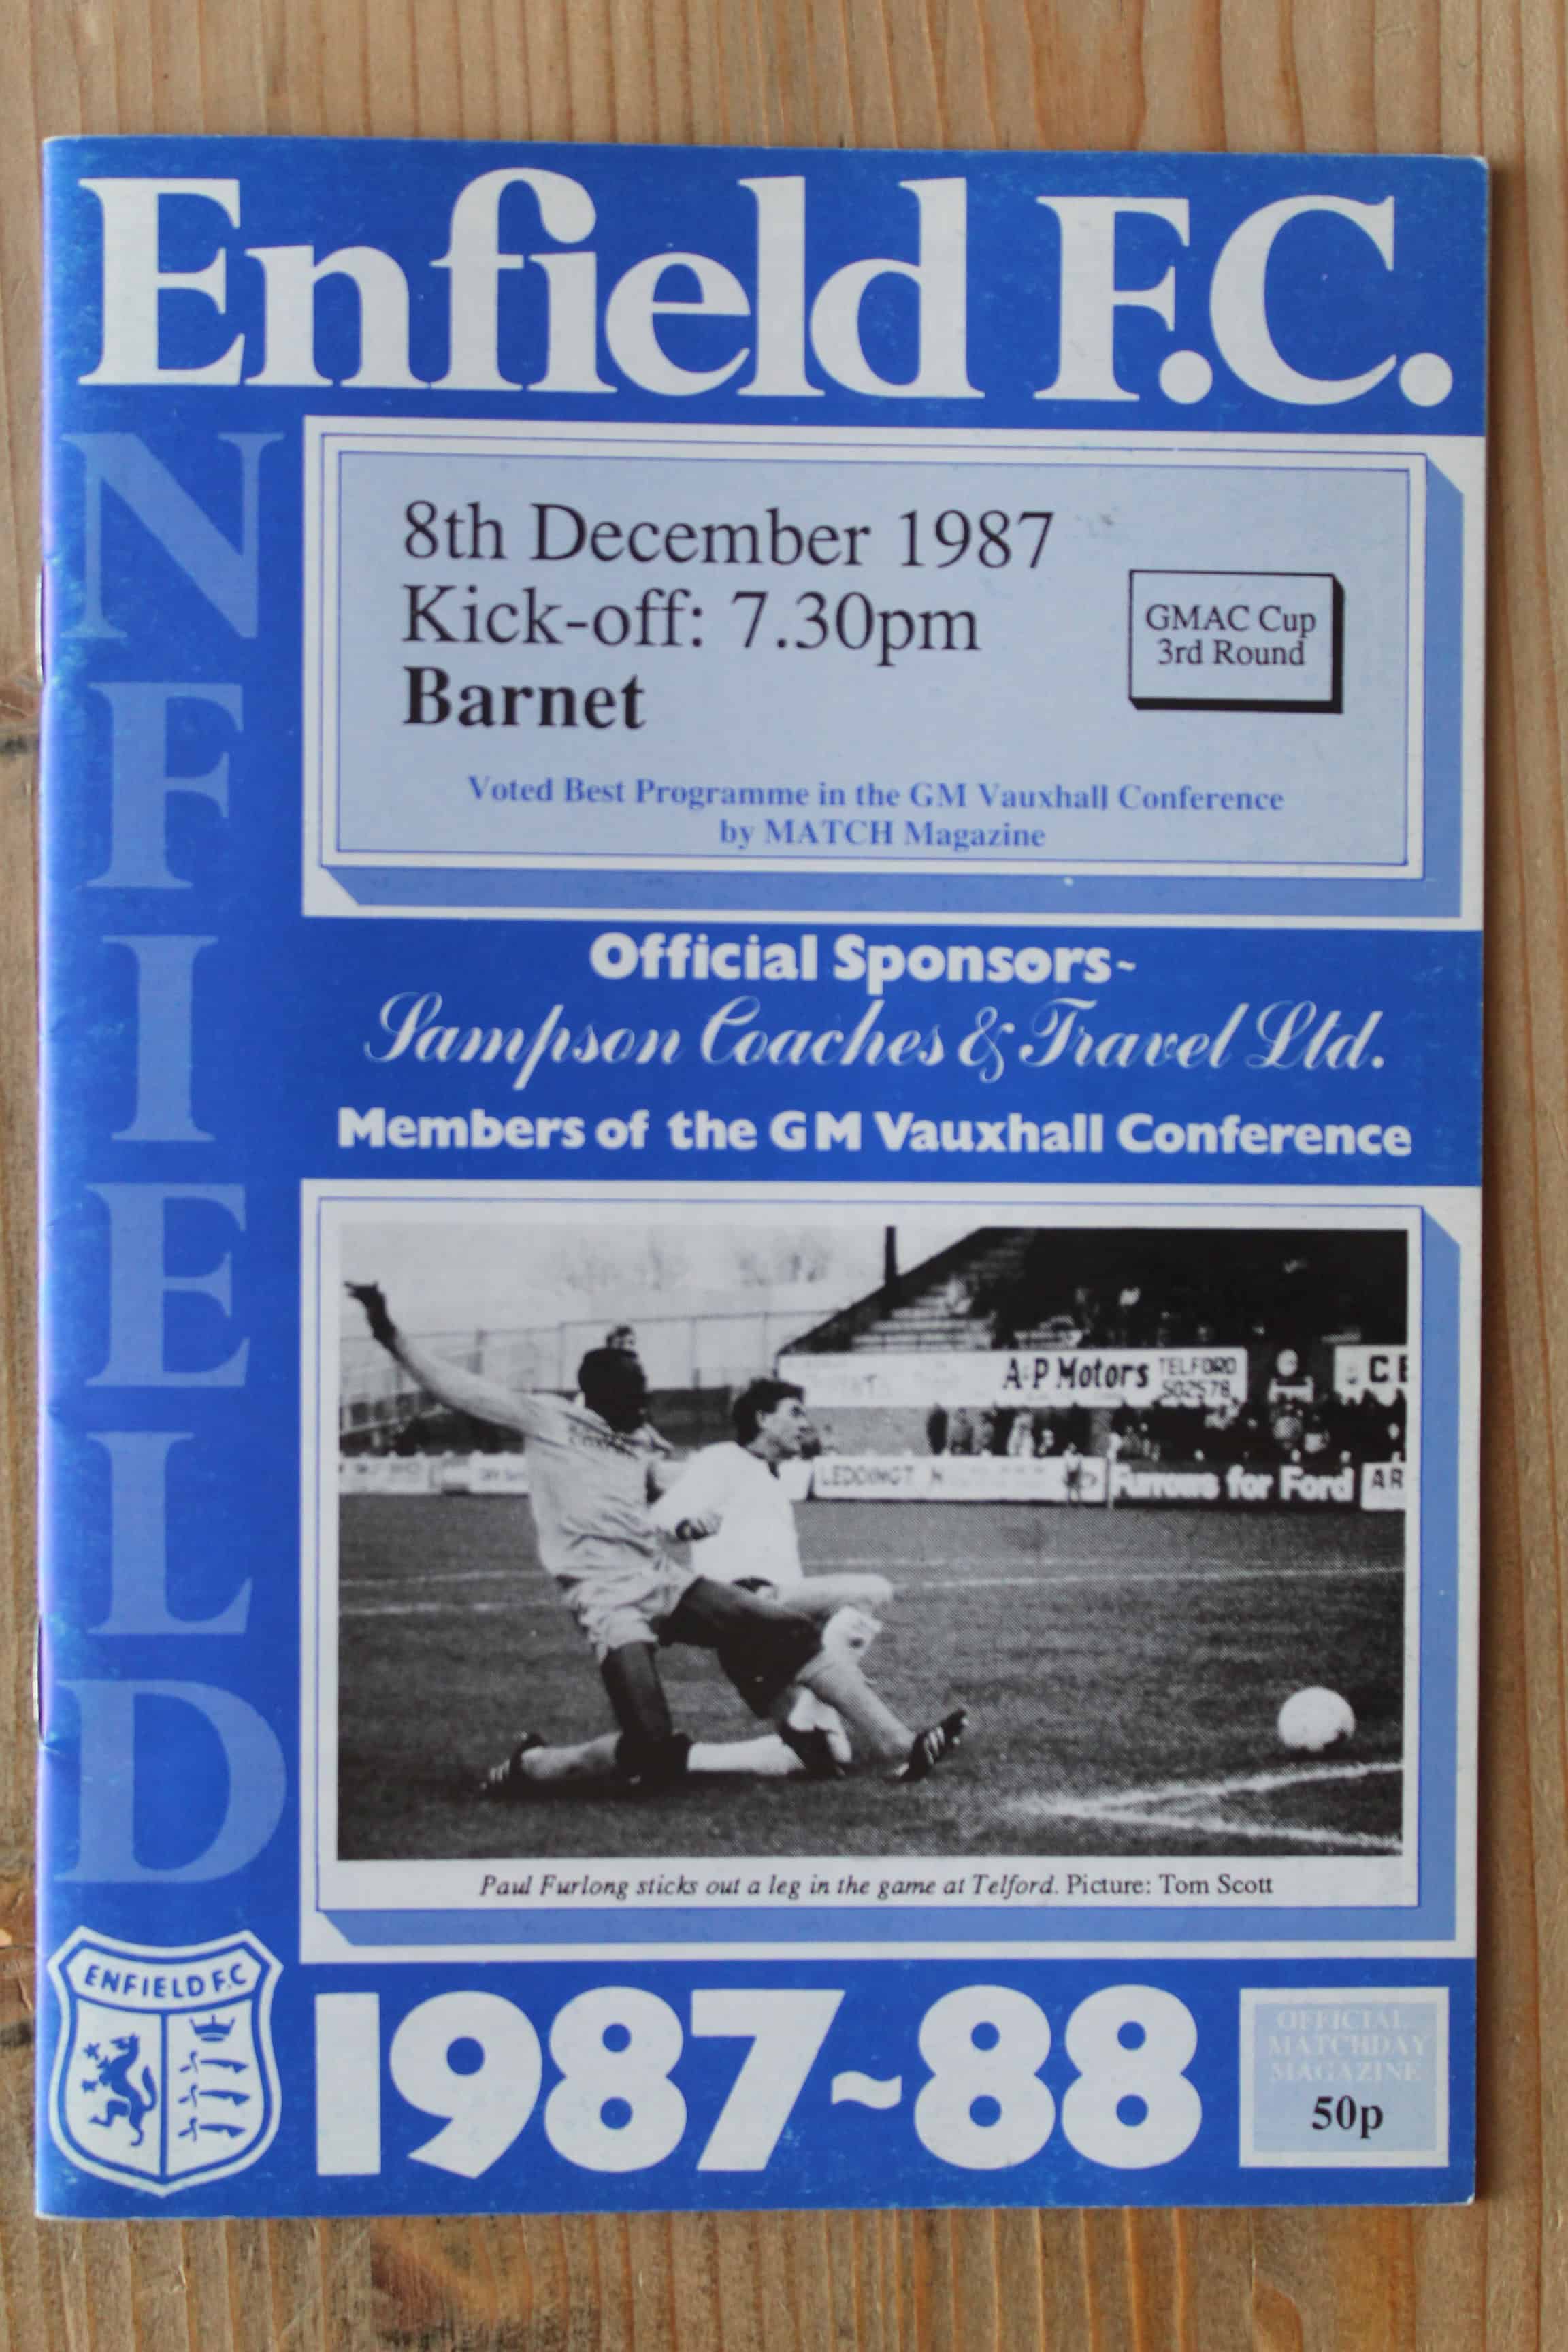 Enfield F.C.
N
F
I
E
L
D
8th December 1987
Kick-off: 7.30pm
Barnet
GMAC Cup
3rd Round
Voted Best Programme in the GM Vauxhall Conference
by MATCH Magazine
Official Sponsors~
Sampson Coaches & Travel Ltd.
Members of the GM Vauxhall Conference
A·P Motors TELFORD
502578
C E
Furrows for Ford
AR
Paul Furlong sticks out a leg in the game at Telford. Picture: Tom Scott
ENFIELD F.C
1987~88
OFFICIAL
MATCHDAY
MAGAZINE
50p